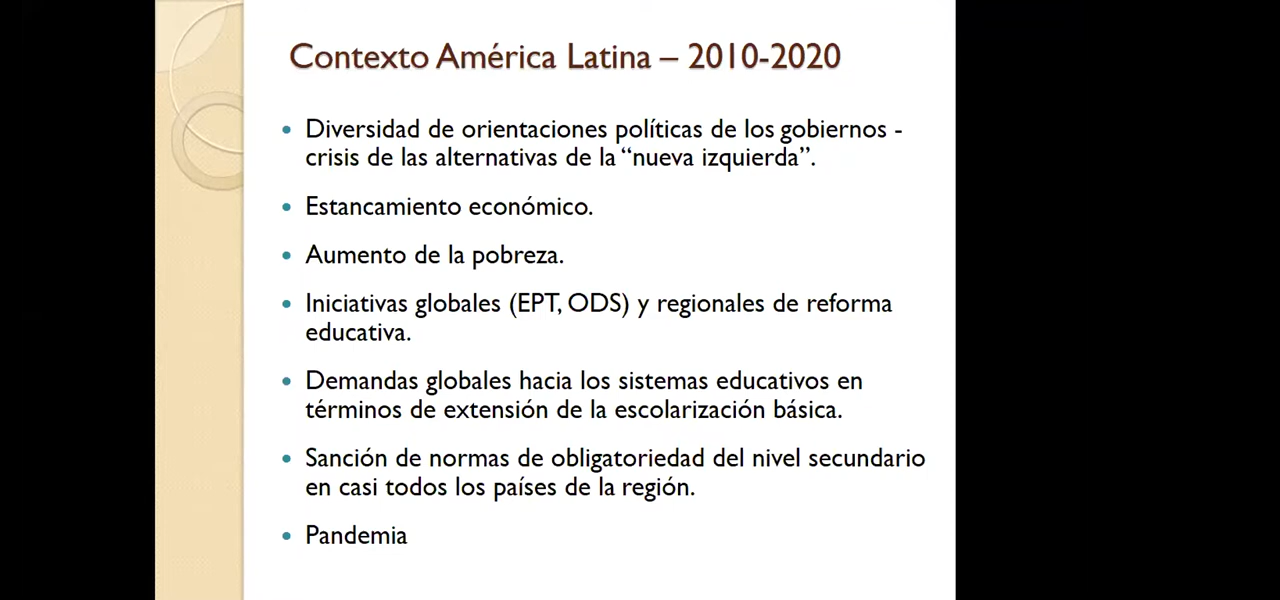 Contexto América Latina – 2010-2020
• Diversidad de orientaciones políticas de los gobiernos -
crisis de las alternativas de la “nueva izquierda”.
• Estancamiento económico.
• Aumento de la pobreza.
• Iniciativas globales (EPT, ODS) y regionales de reforma
educativa.
• Demandas globales hacia los sistemas educativos en
términos de extensión de la escolarización básica.
• Sanción de normas de obligatoriedad del nivel secundario
en casi todos los países de la región.
• Pandemia